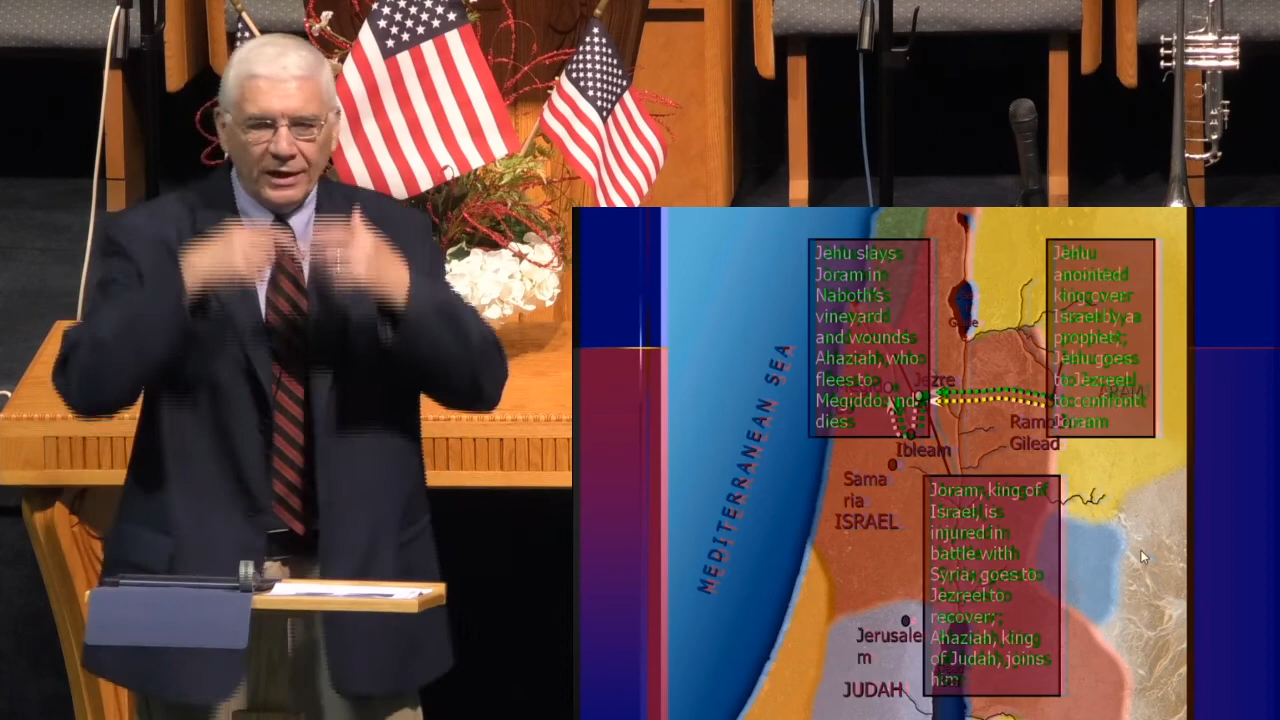 Jehu slays
Joram in
Naboth's
vineyard
and wounds
Ahaziah, who
flees to
Megiddo and
dies
Jehu
anointed
king over
Israel by a
prophet;
Jehu goes
to Jezreel
to confont
Joram
MEDITERRANEAN SEA
Jezre
Ramo
Gilead
Ibleam
Sama
ria
ISRAEL
Joram, king of
Israel, is
injured in
battle with
Syria; goes to
Jezreel to
recover;
Ahaziah, king
of Judah, joins
him
Jerusale
m
JUDAH